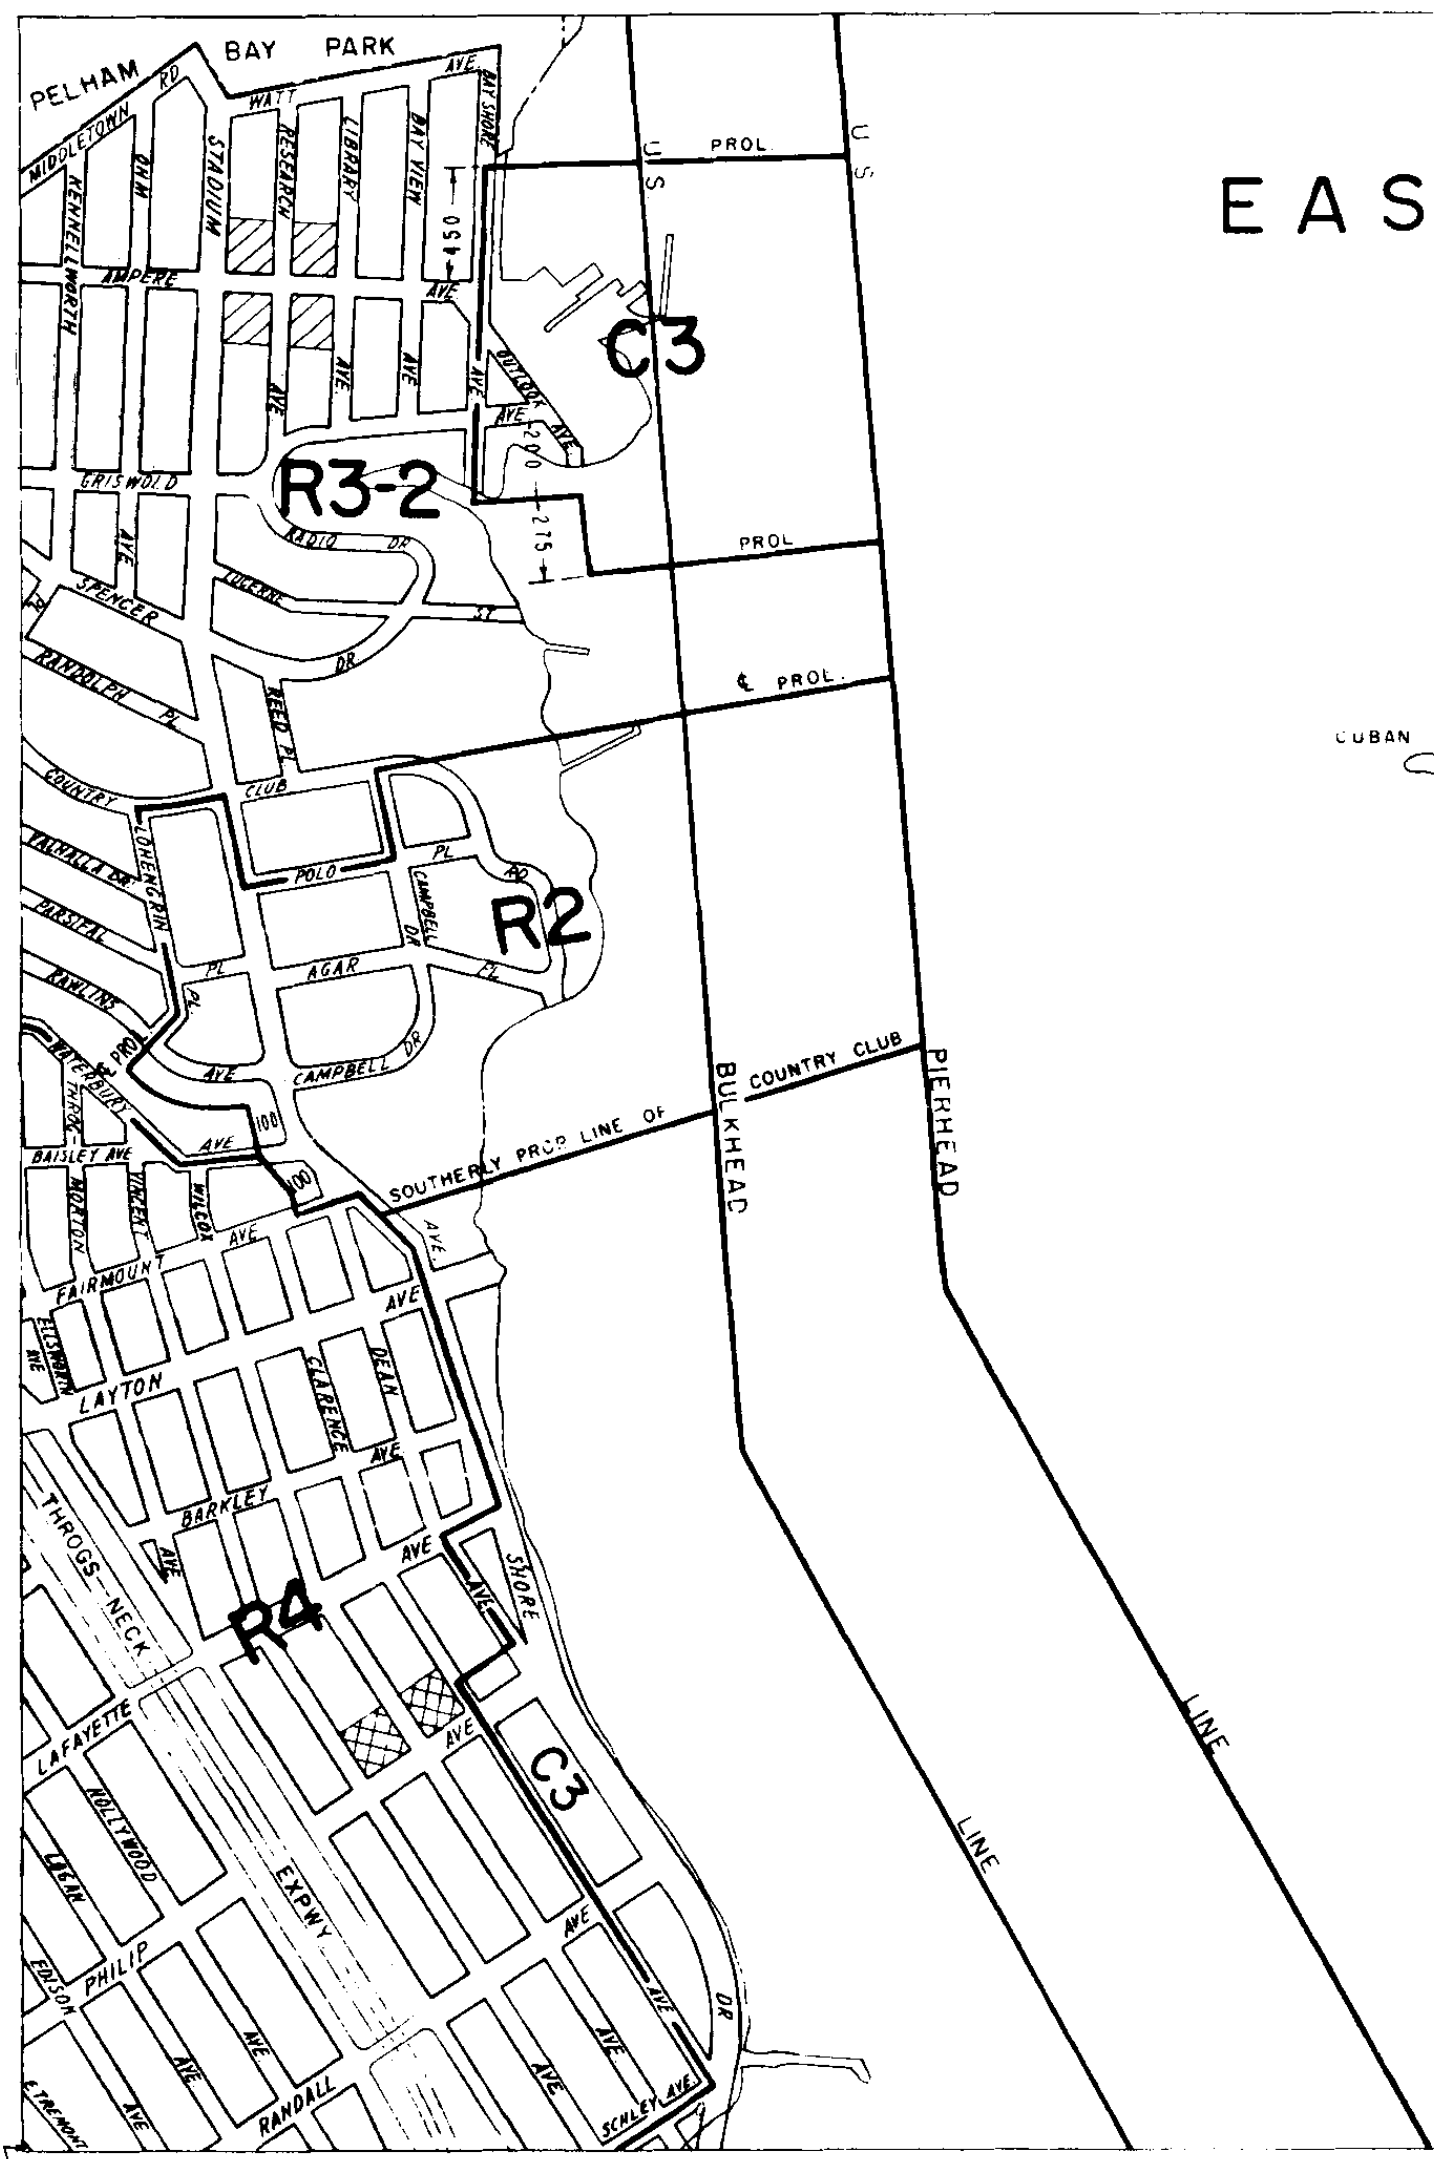 PELHAM BAY PARK
MIDDLETOWN RD
WATT AVE.
BAY SHORE
KENNELLWORTH
OHM
STADIUM
RESEARCH
LIBRARY
BAY VIEW
450
U S
PROL.
U S
EAS
AMPERE AVE.
C3
AVE
AVE.
AVE
AVE
OUTLOOK AVE.
AVE
200
GRISWOLD
R3-2
AVE
RADIO DR
275
PROL
LUCERNE ST
SPENCER
PL
DR
RANDOLPH PL
REED PL
℄ PROL.
CUBAN
COUNTRY CLUB
RD
LOHENGRIN
PL
VALHALLA DR.
POLO PL
CAMPBELL DR
R2
PARSIFAL PL
AGAR PL
RAWLINS AVE
℄ PROL
CAMPBELL DR
WATERBURY AVE
100
THROG-
MORTON
BAISLEY AVE
VINCENT
WILCOX
100
SOUTHERLY PROP LINE OF COUNTRY CLUB
BULKHEAD
PIERHEAD
FAIRMOUNT AVE
AVE.
AVE
ELLSWORTH
AVE
LAYTON
CLARENCE
DEAN
AVE
BARKLEY
AVE
AVE
AVE
SHORE
THROGS NECK
R4
LAFAYETTE
AVE
C3
LINE
LINE
HOLLYWOOD
LOGAN
EXPWY
AVE
EDISON
PHILIP
AVE
DR
AVE.
AVE
AVE
AVE
AVE
E. TREMONT
RANDALL
SCHLEY AVE.